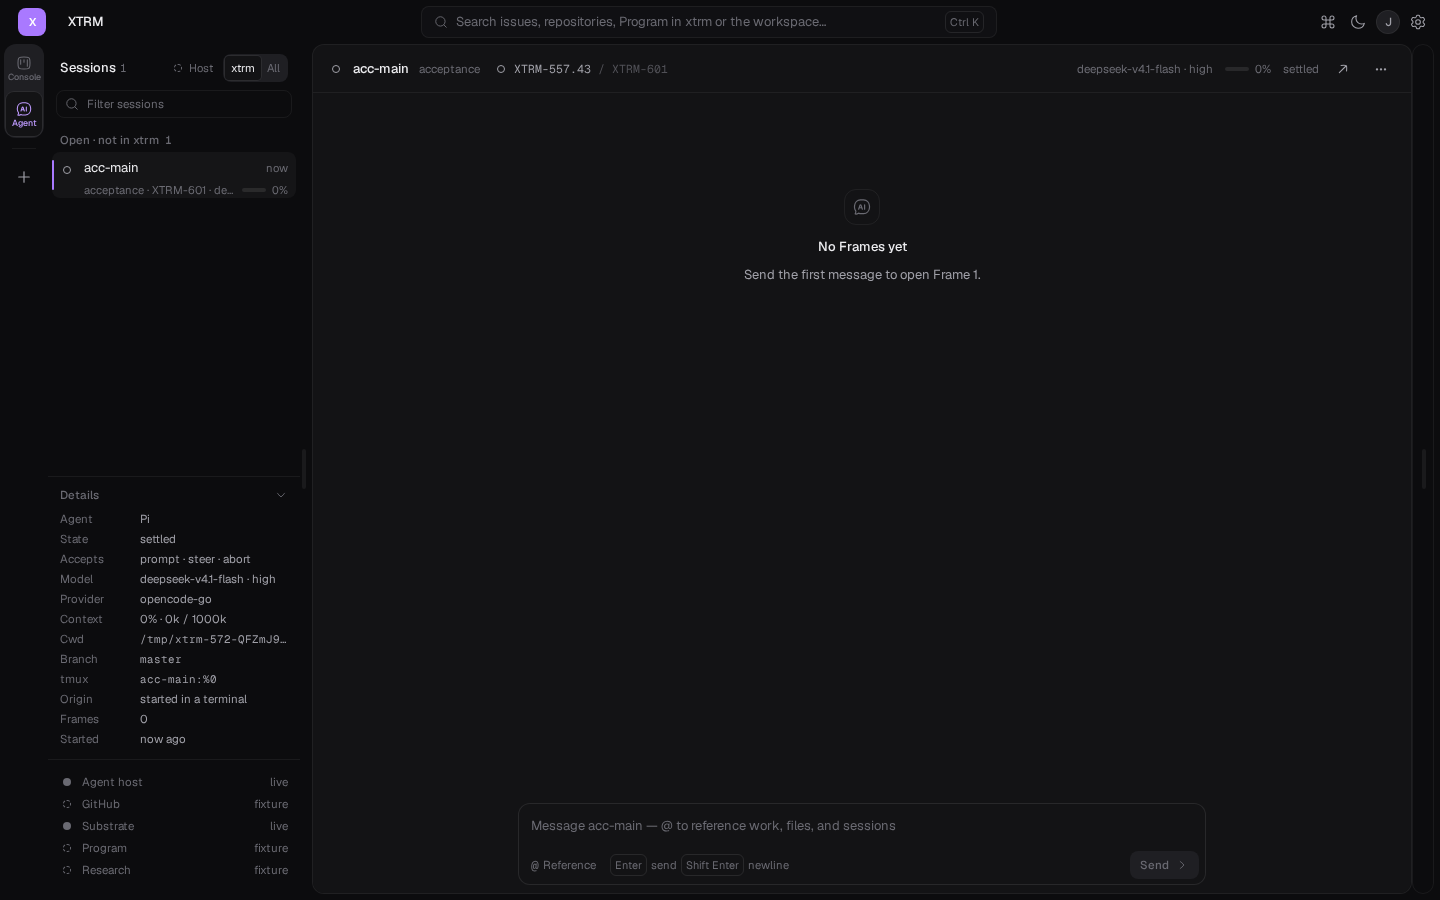 X XTRM Search issues, repositories, Program in xtrm or the workspace... Ctrl K J
Console
AI
Agent
Sessions 1 Host xtrm All
Filter sessions
Open · not in xtrm 1
acc-main now
acceptance · XTRM-601 · de... 0%
acc-main acceptance XTRM-557.43 / XTRM-601 deepseek-v4.1-flash · high 0% settled
AI
No Frames yet
Send the first message to open Frame 1.
Details
Agent Pi
State settled
Accepts prompt · steer · abort
Model deepseek-v4.1-flash · high
Provider opencode-go
Context 0% · 0k / 1000k
Cwd /tmp/xtrm-572-QFZmJ9...
Branch master
tmux acc-main:%0
Origin started in a terminal
Frames 0
Started now ago
Agent host live
GitHub fixture
Substrate live
Program fixture
Research fixture
Message acc-main — @ to reference work, files, and sessions
@ Reference Enter send Shift Enter newline Send